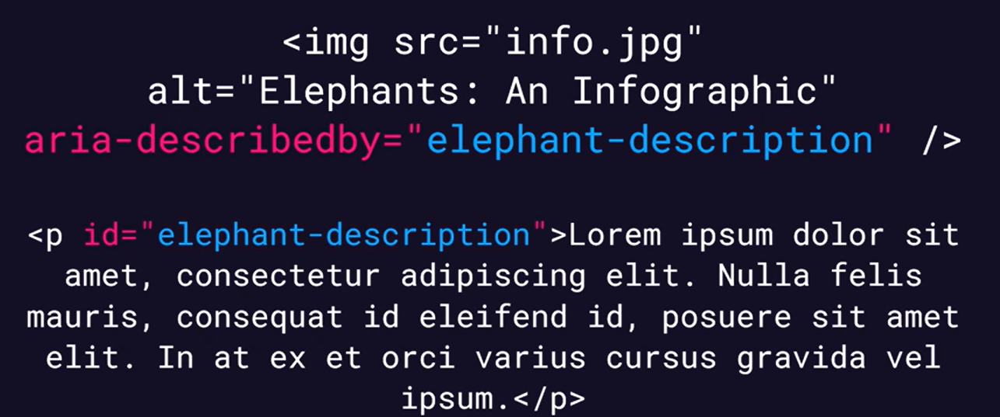 <img src="info.jpg"
alt="Elephants: An Infographic"
aria-describedby="elephant-description" />
<p id="elephant-description">Lorem ipsum dolor sit
amet, consectetur adipiscing elit. Nulla felis
mauris, consequat id eleifend id, posuere sit amet
elit. In at ex et orci varius cursus gravida vel
ipsum.</p>